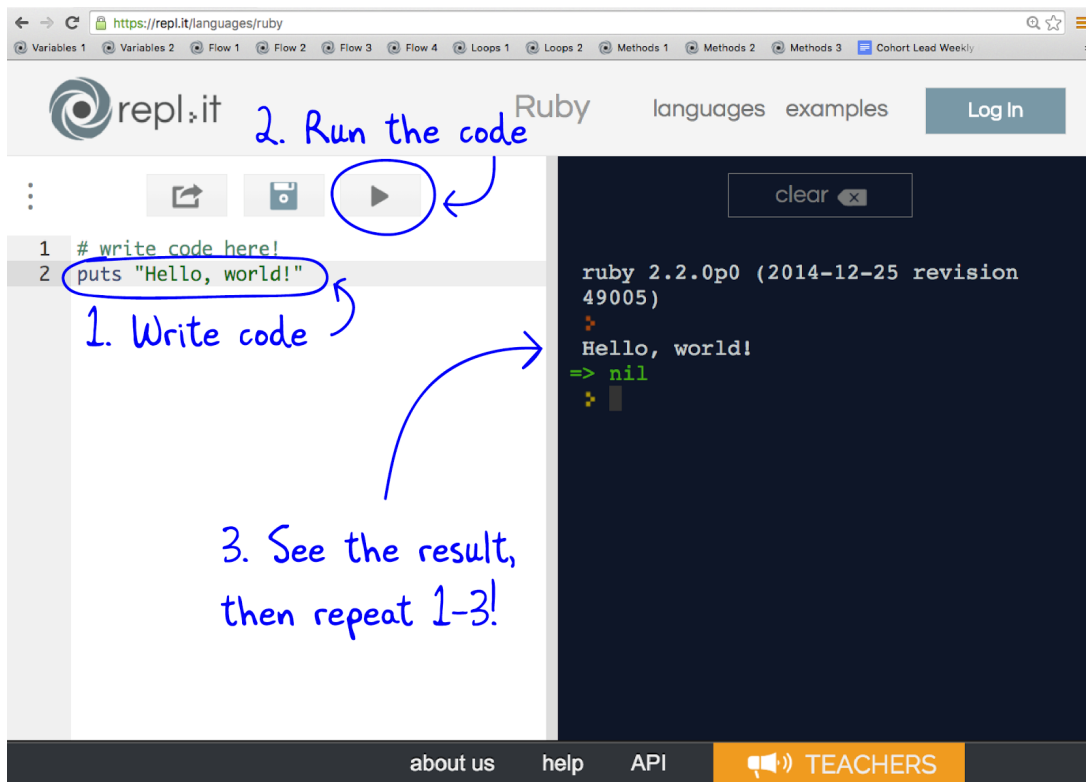 https://repl.it/languages/ruby
Variables 1 Variables 2 Flow 1 Flow 2 Flow 3 Flow 4 Loops 1 Loops 2 Methods 1 Methods 2 Methods 3 Cohort Lead Weekly
repl.it Ruby languages examples Log In
2. Run the code
clear
1 # write code here!
2 puts "Hello, world!"
1. Write code
ruby 2.2.0p0 (2014-12-25 revision
49005)
Hello, world!
=> nil
3. See the result,
then repeat 1-3!
about us help API TEACHERS